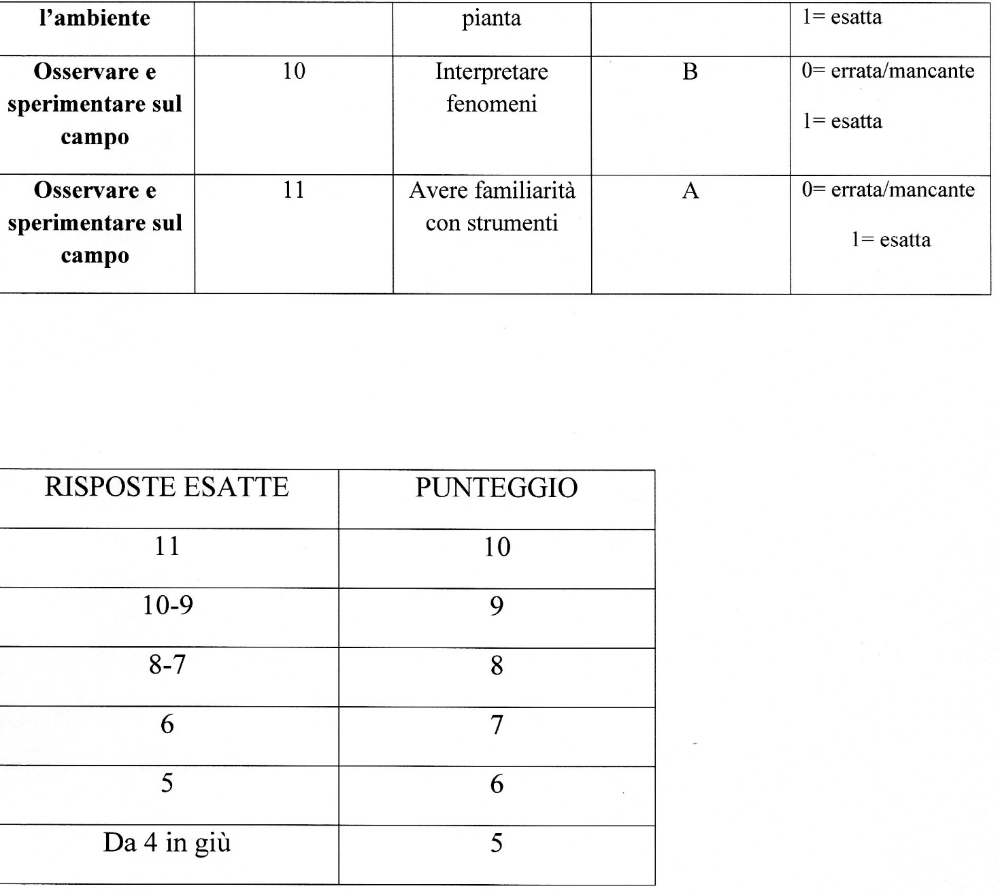 l’ambiente pianta 1= esatta
Osservare e 10 Interpretare B 0= errata/mancante
sperimentare sul fenomeni
campo 1= esatta
Osservare e 11 Avere familiarità A 0= errata/mancante
sperimentare sul con strumenti
campo 1= esatta
RISPOSTE ESATTE PUNTEGGIO
11 10
10-9 9
8-7 8
6 7
5 6
Da 4 in giù 5